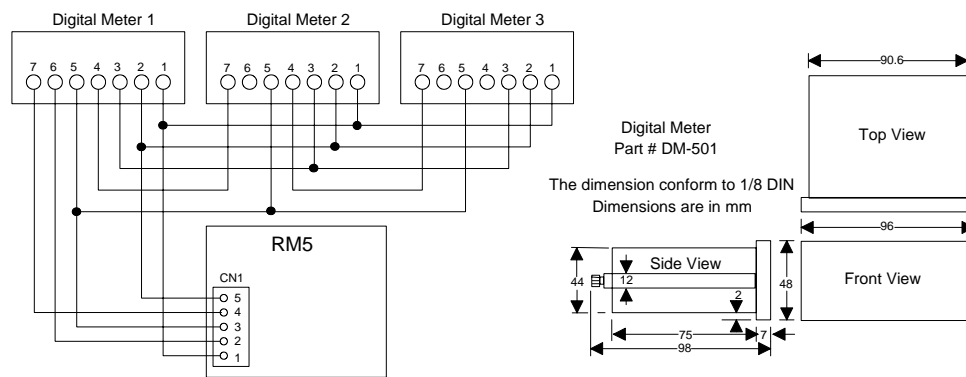 Digital Meter 1
7 6 5 4 3 2 1
Digital Meter 2
7 6 5 4 3 2 1
Digital Meter 3
7 6 5 4 3 2 1
RM5
CN1
5
4
3
2
1
Digital Meter
Part # DM-501
The dimension conform to 1/8 DIN
Dimensions are in mm
90.6
Top View
96
Side View
44
12
2
48
75
7
98
Front View